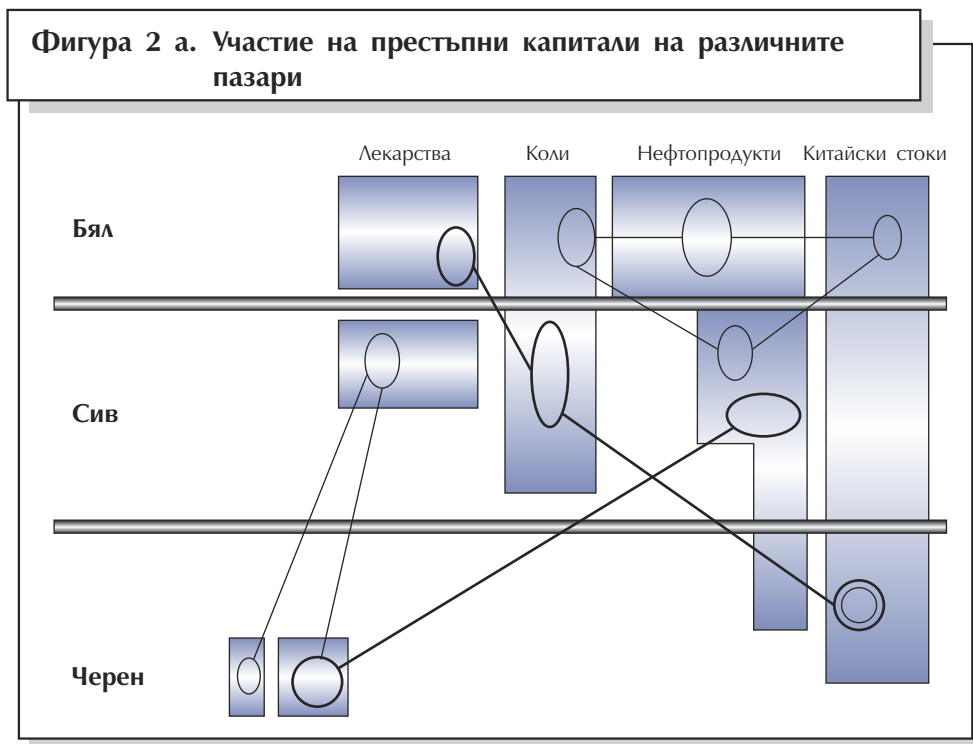 Фигура 2 а. Участие на престъпни капитали на различните
пазари
Лекарства Коли Нефтопродукти Китайски стоки
Бял
Сив
Черен